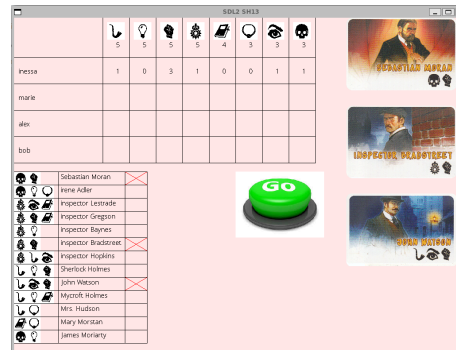 SDL2 SH13
5 5 5 5 4 3 3 3
inessa 1 0 3 1 0 0 1 1
marie
alex
bob
SEBASTIAN MORAN
INSPECTOR BRADSTREET
JOHN WATSON
GO
Sebastian Moran
Irene Adler
inspector Lestrade
inspector Gregson
inspector Baynes
inspector Bradstreet
inspector Hopkins
Sherlock Holmes
John Watson
Mycroft Holmes
Mrs. Hudson
Mary Morstan
James Moriarty